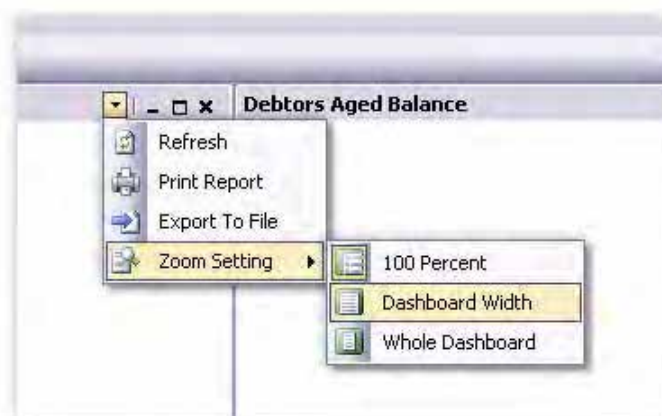 Debtors Aged Balance
Refresh
Print Report
Export To File
Zoom Setting
100 Percent
Dashboard Width
Whole Dashboard